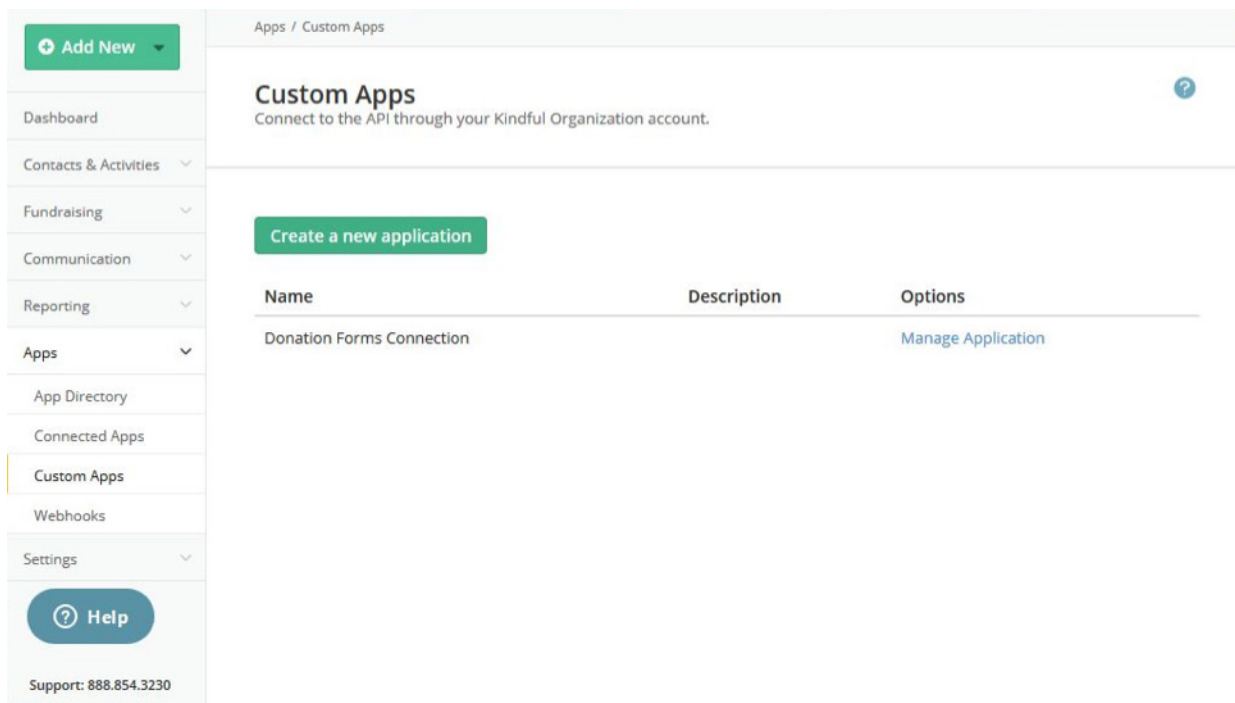 Add New
Dashboard
Contacts & Activities
Fundraising
Communication
Reporting
Apps
App Directory
Connected Apps
Custom Apps
Webhooks
Settings
? Help
Support: 888.854.3230
Apps / Custom Apps
Custom Apps
?
Connect to the API through your Kindful Organization account.
Create a new application
Name Description Options
Donation Forms Connection Manage Application